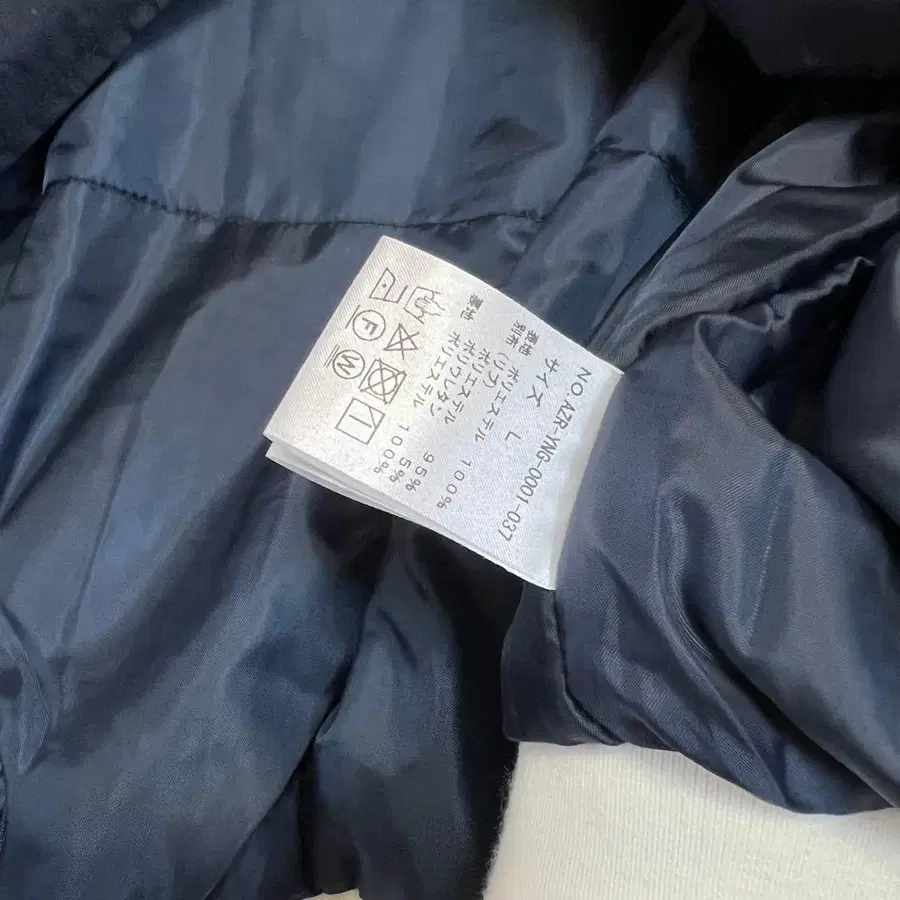 NO.AZR-YNG-0001-037
サイズ L
表地 ポリエステル 100%
別布 (リブ) ポリエステル 95%
ポリウレタン 5%
裏地 ポリエステル 100%
F
W